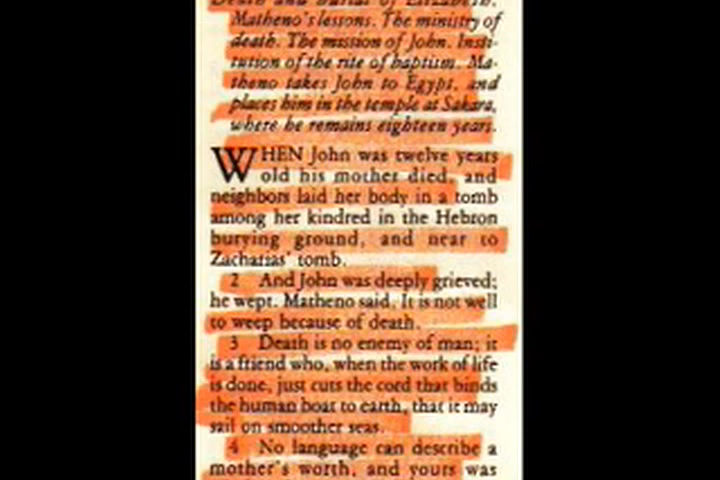 Death and burial of Elizabeth.
Matheno's lessons. The ministry of
death. The mission of John. Insti-
tution of the rite of baptism. Ma-
theno takes John to Egypt, and
places him in the temple at Sakara,
where he remains eighteen years.
WHEN John was twelve years
old his mother died, and
neighbors laid her body in a tomb
among her kindred in the Hebron
burying ground, and near to
Zacharias' tomb.
2 And John was deeply grieved;
he wept. Matheno said, It is not well
to weep because of death.
3 Death is no enemy of man; it
is a friend who, when the work of life
is done, just cuts the cord that binds
the human boat to earth, that it may
sail on smoother seas.
4 No language can describe a
mother's worth, and yours was